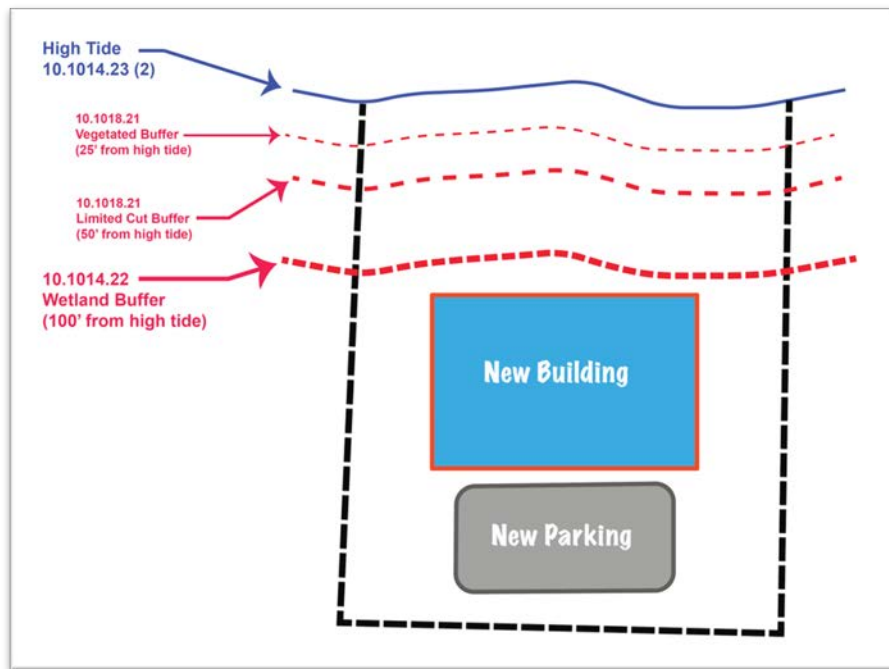 High Tide
10.1014.23 (2)
10.1018.21
Vegetated Buffer
(25' from high tide)
10.1018.21
Limited Cut Buffer
(50' from high tide)
10.1014.22
Wetland Buffer
(100' from high tide)
New Building
New Parking